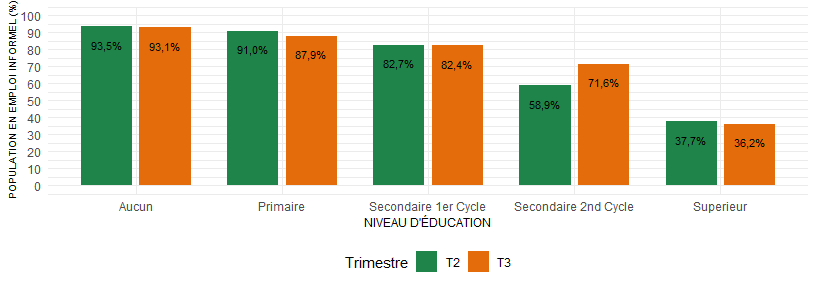 POPULATION EN EMPLOI INFORMEL (%)
100
90
80
70
60
50
40
30
20
10
0
93,5% 93,1% 91,0% 87,9% 82,7% 82,4% 58,9% 71,6% 37,7% 36,2%
Aucun Primaire Secondaire 1er Cycle Secondaire 2nd Cycle Superieur
NIVEAU D'ÉDUCATION
Trimestre T2 T3